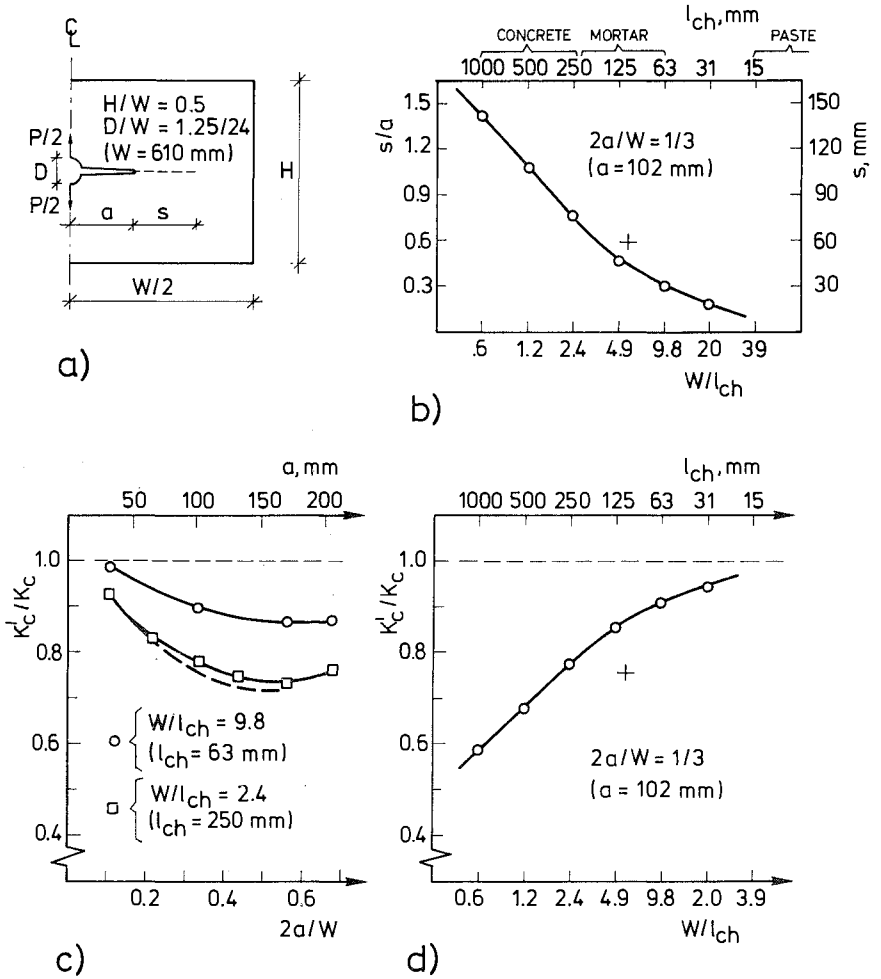 ℄
H/W = 0.5
D/W = 1.25/24
(W = 610 mm)
P/2
D
P/2
a
s
H
W/2
a)
l_ch, mm
CONCRETE MORTAR PASTE
1000 500 250 125 63 31 15
s/a
1.5
1.2
0.9
0.6
0.3
2a/W = 1/3
(a = 102 mm)
150
120
90
60
30
s, mm
.6 1.2 2.4 4.9 9.8 20 39
W/l_ch
b)
a, mm
50 100 150 200
K_c^I/K_c
1.0
0.8
0.6
0.4
W/l_ch = 9.8
(l_ch = 63 mm)
W/l_ch = 2.4
(l_ch = 250 mm)
0.2 0.4 0.6
2a/W
c)
l_ch, mm
1000 500 250 125 63 31 15
K_c^I/K_c
1.0
0.8
0.6
0.4
2a/W = 1/3
(a = 102 mm)
0.6 1.2 2.4 4.9 9.8 2.0 3.9
W/l_ch
d)